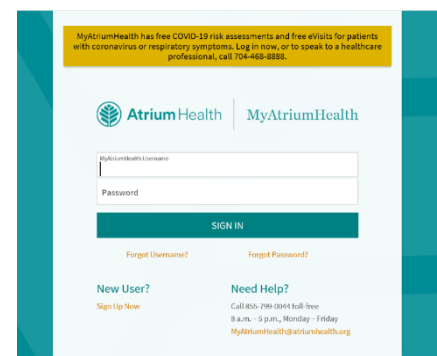 MyAtriumHealth has free COVID-19 risk assessments and free eVisits for patients
with coronavirus or respiratory symptoms. Log in now, or to speak to a healthcare
professional, call 704-468-8888.
Atrium Health | MyAtriumHealth
MyAtriumHealth Username
Password
SIGN IN
Forgot Username? Forgot Password?
New User? Need Help?
Sign Up Now Call 855-799-0044 toll-free
8 a.m. – 5 p.m., Monday – Friday
MyAtriumHealth@atriumhealth.org